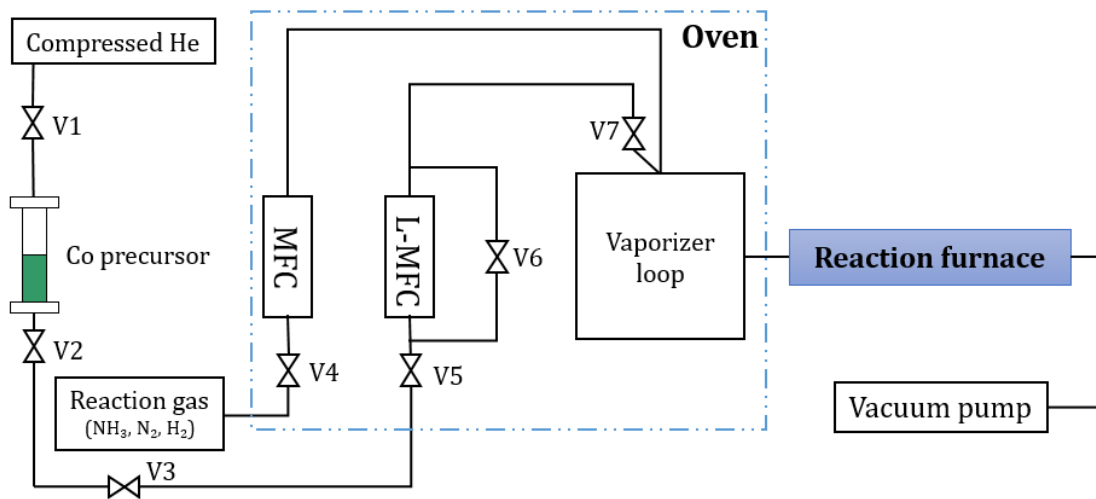 Compressed He
Oven
V1
V7
MFC
L-MFC
Co precursor
V6
Vaporizer
loop
Reaction furnace
V2
V4
V5
Reaction gas
(NH₃, N₂, H₂)
Vacuum pump
V3